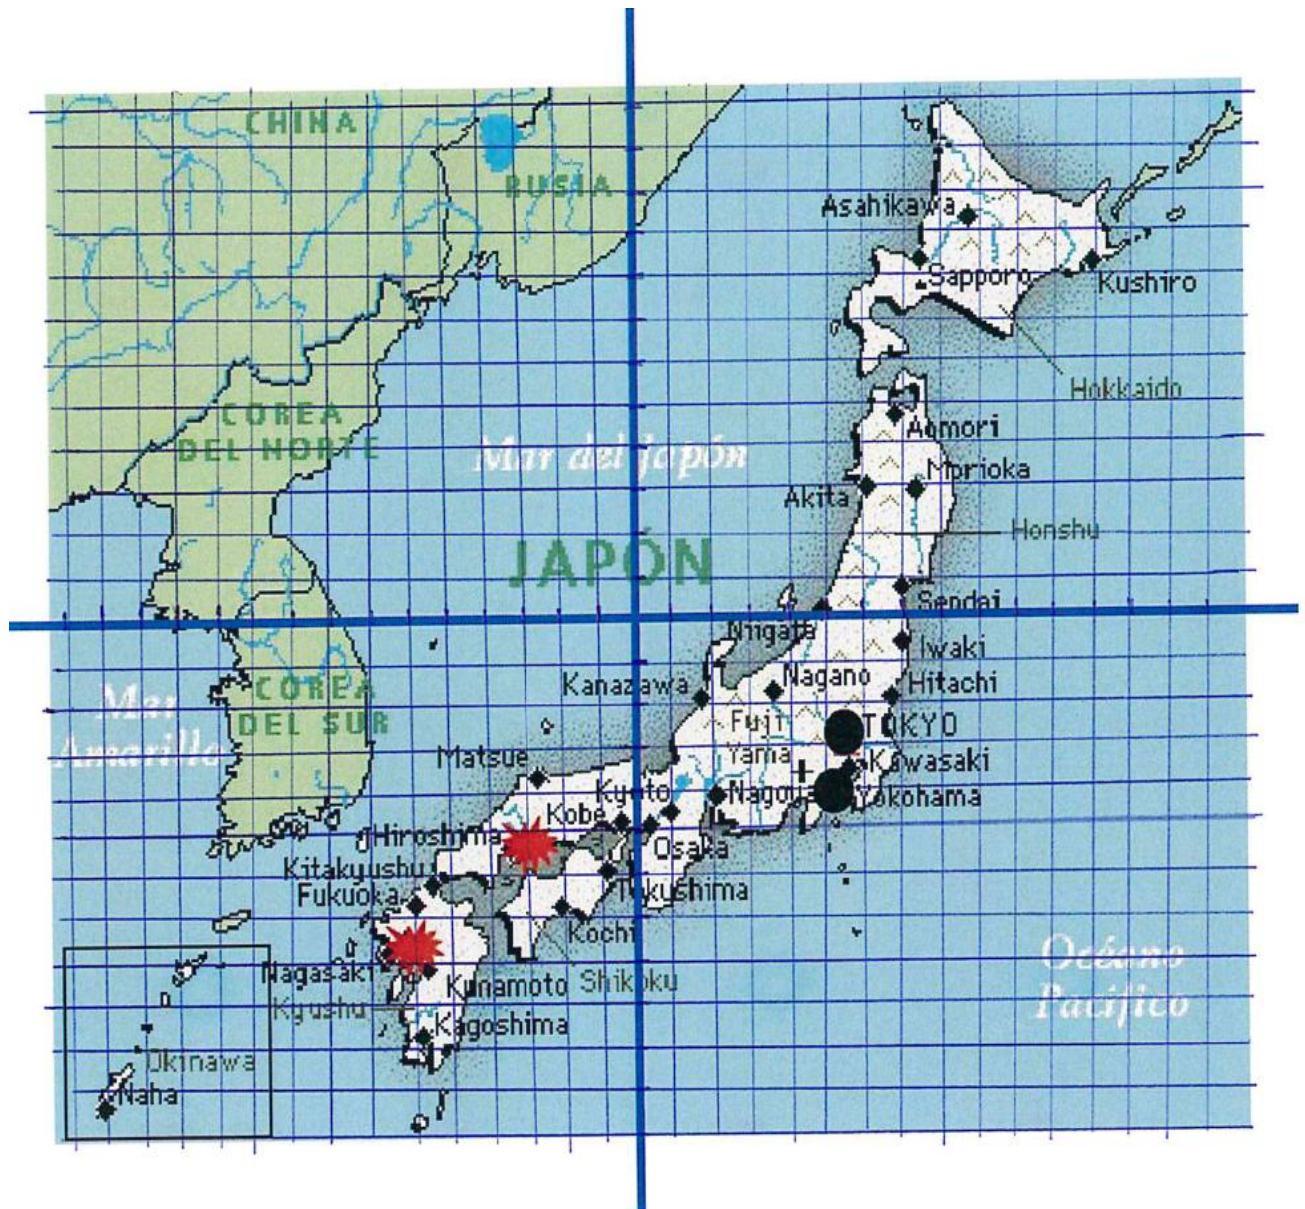 CHINA
RUSIA
Asahikawa
Sapporo
Kushiro
Hokkaido
COREA
DEL NORTE
Aomori
Mar del Japón
Morioka
Akita
Honshu
JAPÓN
Sendai
Niigata
Iwaki
Kanazawa
Nagano
Hitachi
Mar
Amarillo
COREA
DEL SUR
Fuji
Yama
TOKYO
Matsue
Kawasaki
Kyoto
Nagoya
Yokohama
Kobe
Hiroshima
Osaka
Kitakyushu
Fukuoka
Tokushima
Kochi
Océano
Pacífico
Nagasaki
Kunamoto
Shikoku
Kyushu
Kagoshima
Okinawa
Naha